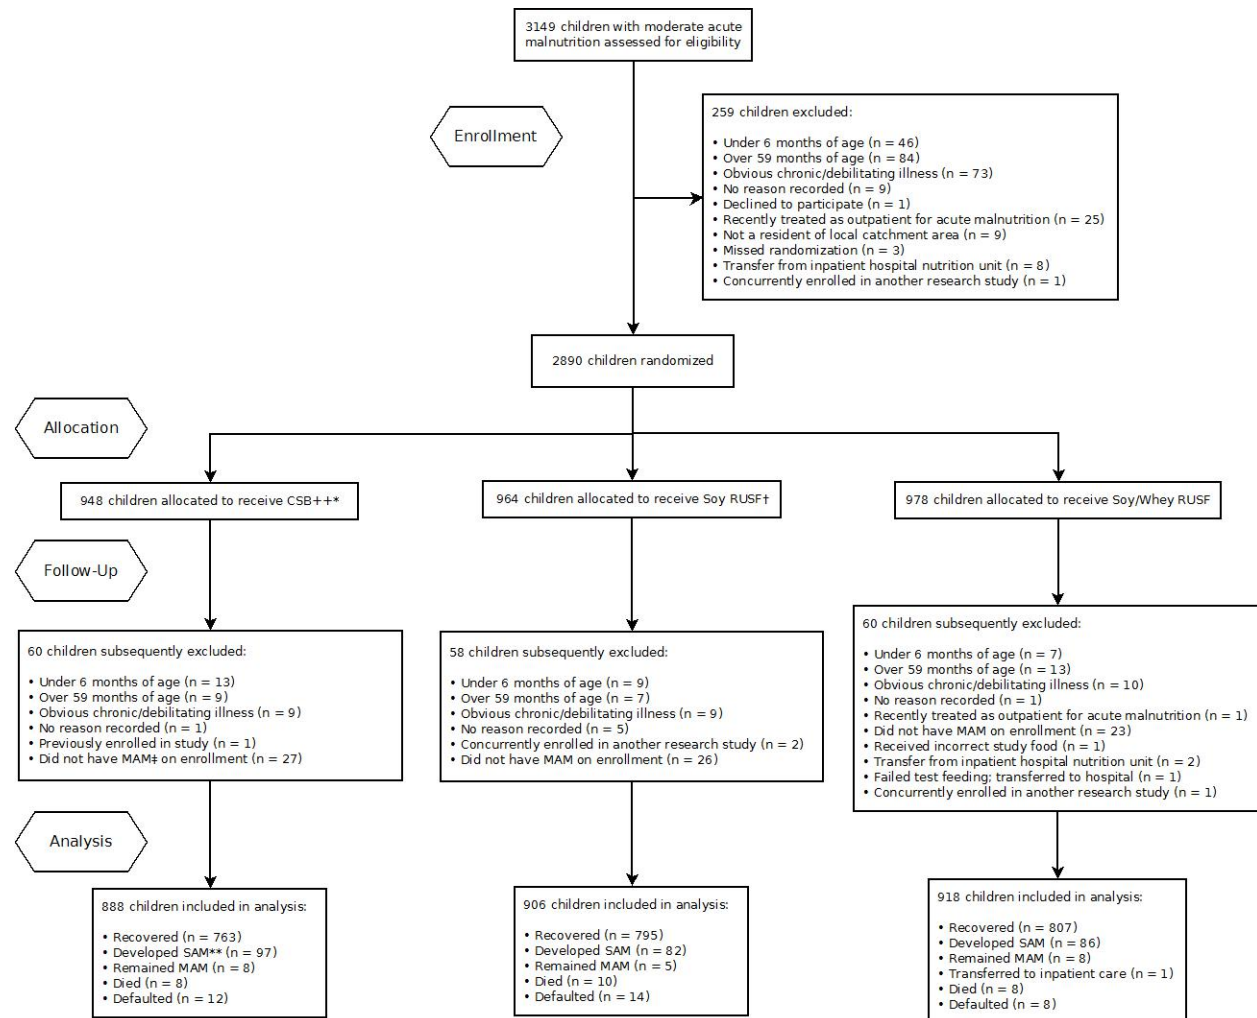 3149 children with moderate acute
malnutrition assessed for eligibility
Enrollment
259 children excluded:
• Under 6 months of age (n = 46)
• Over 59 months of age (n = 84)
• Obvious chronic/debilitating illness (n = 73)
• No reason recorded (n = 9)
• Declined to participate (n = 1)
• Recently treated as outpatient for acute malnutrition (n = 25)
• Not a resident of local catchment area (n = 9)
• Missed randomization (n = 3)
• Transfer from inpatient hospital nutrition unit (n = 8)
• Concurrently enrolled in another research study (n = 1)
2890 children randomized
Allocation
948 children allocated to receive CSB++*
964 children allocated to receive Soy RUSF†
978 children allocated to receive Soy/Whey RUSF
Follow-Up
60 children subsequently excluded:
• Under 6 months of age (n = 13)
• Over 59 months of age (n = 9)
• Obvious chronic/debilitating illness (n = 9)
• No reason recorded (n = 1)
• Previously enrolled in study (n = 1)
• Did not have MAM‡ on enrollment (n = 27)
58 children subsequently excluded:
• Under 6 months of age (n = 9)
• Over 59 months of age (n = 7)
• Obvious chronic/debilitating illness (n = 9)
• No reason recorded (n = 5)
• Concurrently enrolled in another research study (n = 2)
• Did not have MAM on enrollment (n = 26)
60 children subsequently excluded:
• Under 6 months of age (n = 7)
• Over 59 months of age (n = 13)
• Obvious chronic/debilitating illness (n = 10)
• No reason recorded (n = 1)
• Recently treated as outpatient for acute malnutrition (n = 1)
• Did not have MAM on enrollment (n = 23)
• Received incorrect study food (n = 1)
• Transfer from inpatient hospital nutrition unit (n = 2)
• Failed test feeding; transferred to hospital (n = 1)
• Concurrently enrolled in another research study (n = 1)
Analysis
888 children included in analysis:
• Recovered (n = 763)
• Developed SAM** (n = 97)
• Remained MAM (n = 8)
• Died (n = 8)
• Defaulted (n = 12)
906 children included in analysis:
• Recovered (n = 795)
• Developed SAM (n = 82)
• Remained MAM (n = 5)
• Died (n = 10)
• Defaulted (n = 14)
918 children included in analysis:
• Recovered (n = 807)
• Developed SAM (n = 86)
• Remained MAM (n = 8)
• Transferred to inpatient care (n = 1)
• Died (n = 8)
• Defaulted (n = 8)